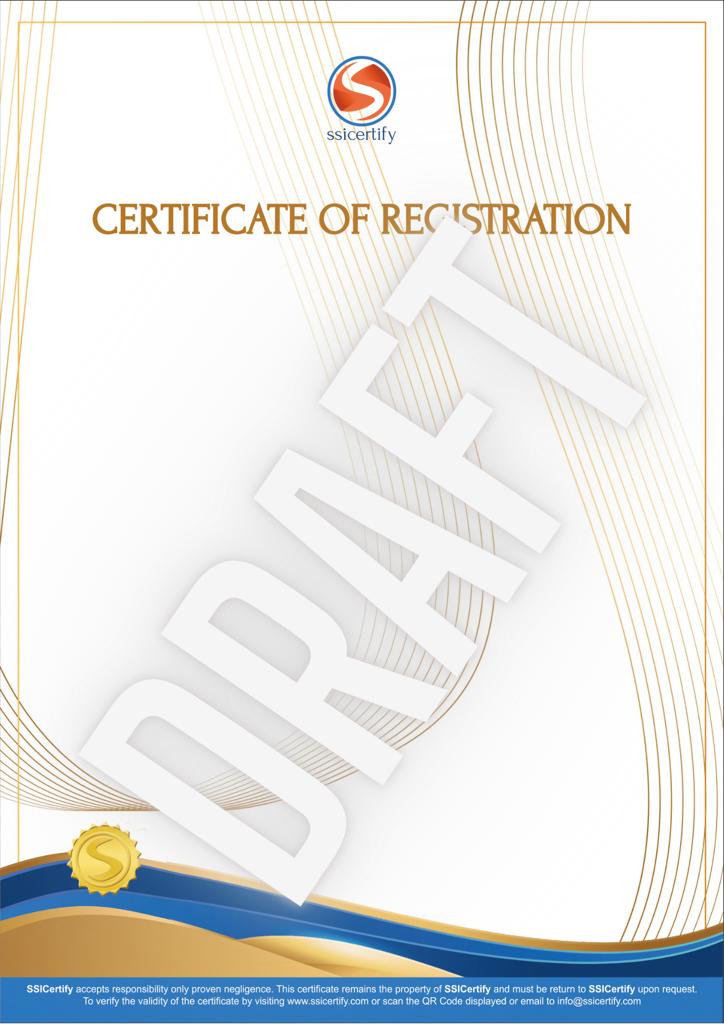 ssicertify
CERTIFICATE OF REGISTRATION
DRAFT
SSICertify accepts responsibility only proven negligence. This certificate remains the property of SSICertify and must be return to SSICertify upon request.
To verify the validity of the certificate by visiting www.ssicertify.com or scan the QR Code displayed or email to info@ssicertify.com